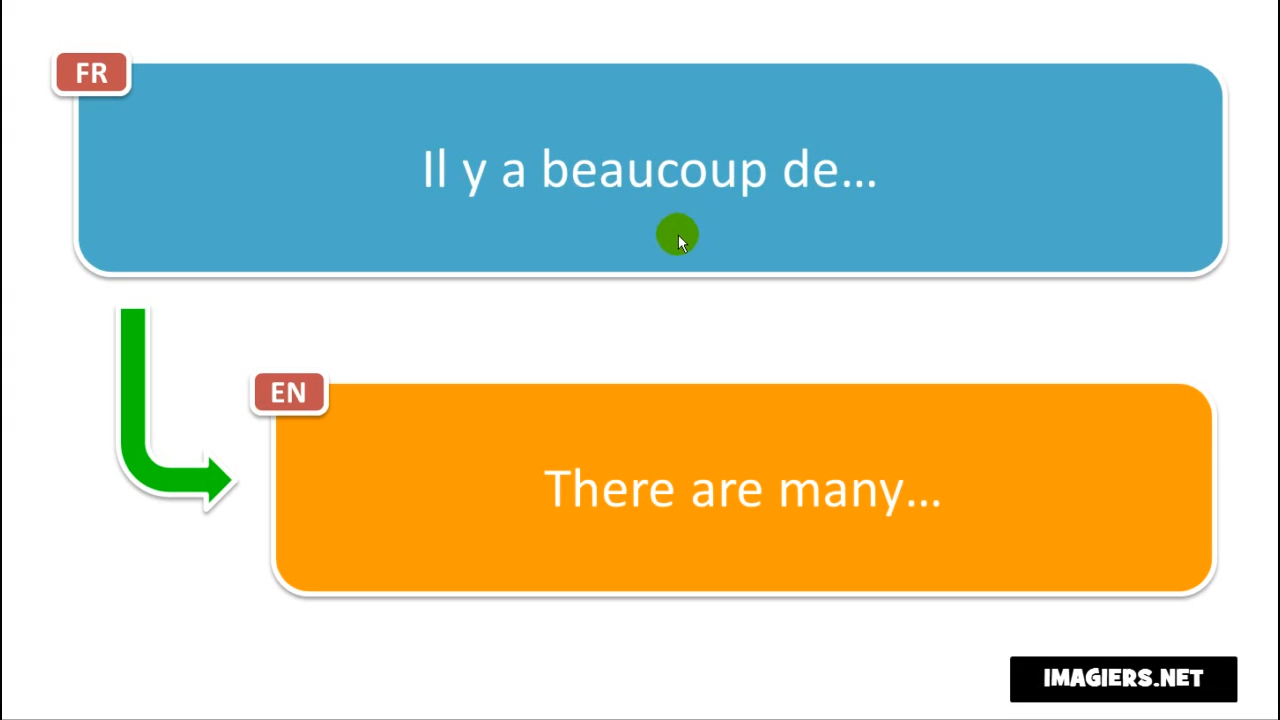 FR
Il y a beaucoup de…
EN
There are many…
IMAGIERS.NET